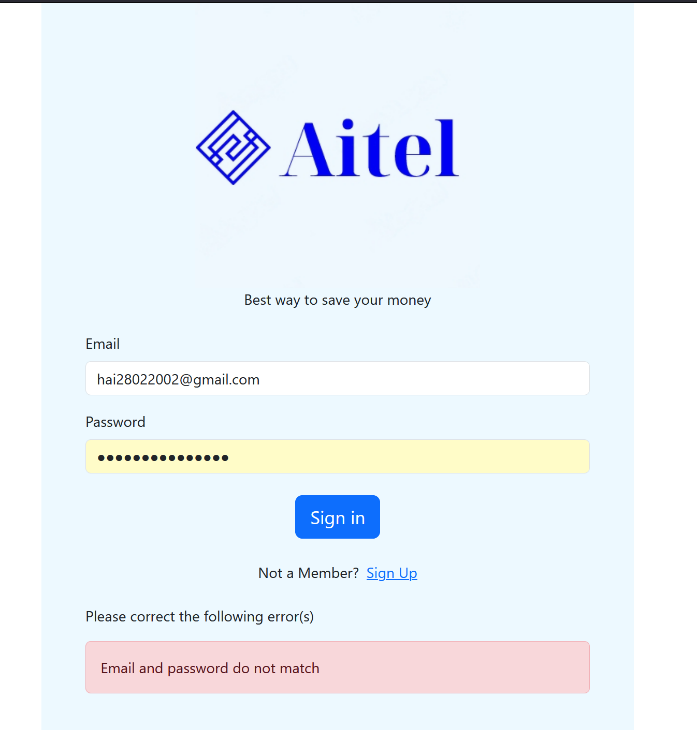 Aitel
Best way to save your money
Email
hai28022002@gmail.com
Password
●●●●●●●●●●●●●●●
Sign in
Not a Member? Sign Up
Please correct the following error(s)
Email and password do not match